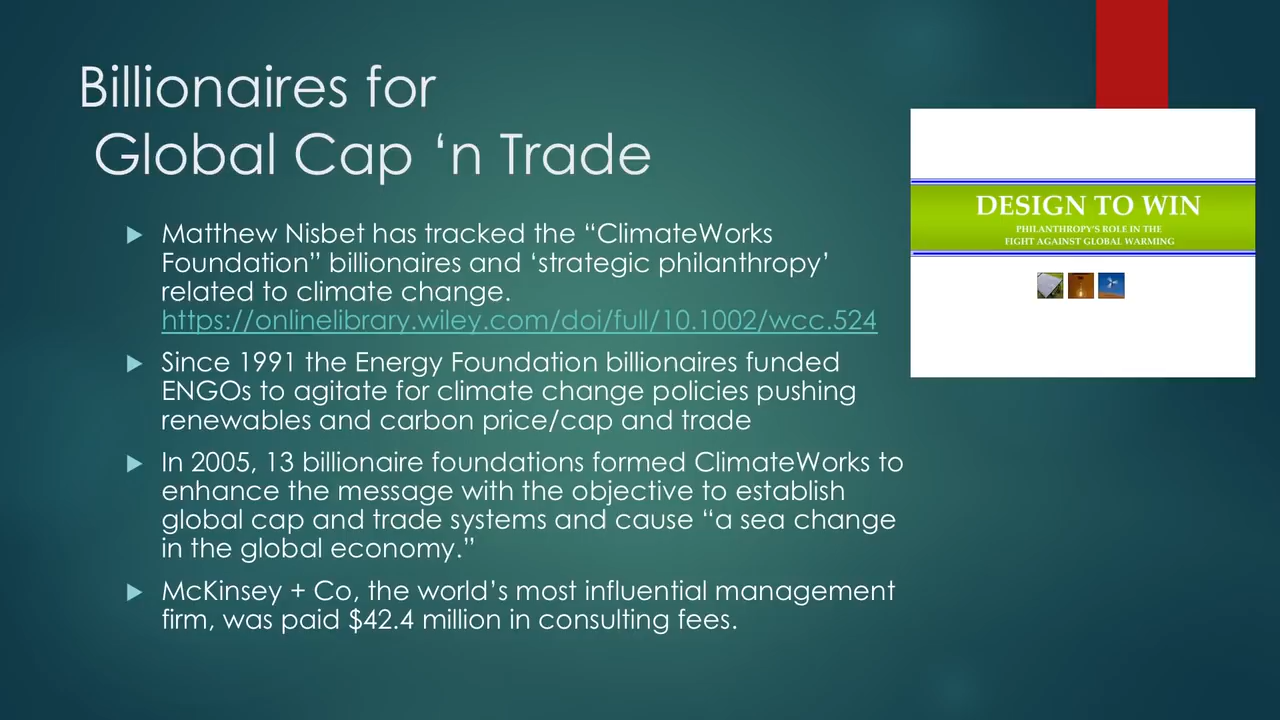 Billionaires for
Global Cap ‘n Trade
Matthew Nisbet has tracked the “ClimateWorks
Foundation” billionaires and ‘strategic philanthropy’
related to climate change.
https://onlinelibrary.wiley.com/doi/full/10.1002/wcc.524
Since 1991 the Energy Foundation billionaires funded
ENGOs to agitate for climate change policies pushing
renewables and carbon price/cap and trade
In 2005, 13 billionaire foundations formed ClimateWorks to
enhance the message with the objective to establish
global cap and trade systems and cause “a sea change
in the global economy.”
McKinsey + Co, the world’s most influential management
firm, was paid $42.4 million in consulting fees.
DESIGN TO WIN
PHILANTHROPY'S ROLE IN THE
FIGHT AGAINST GLOBAL WARMING